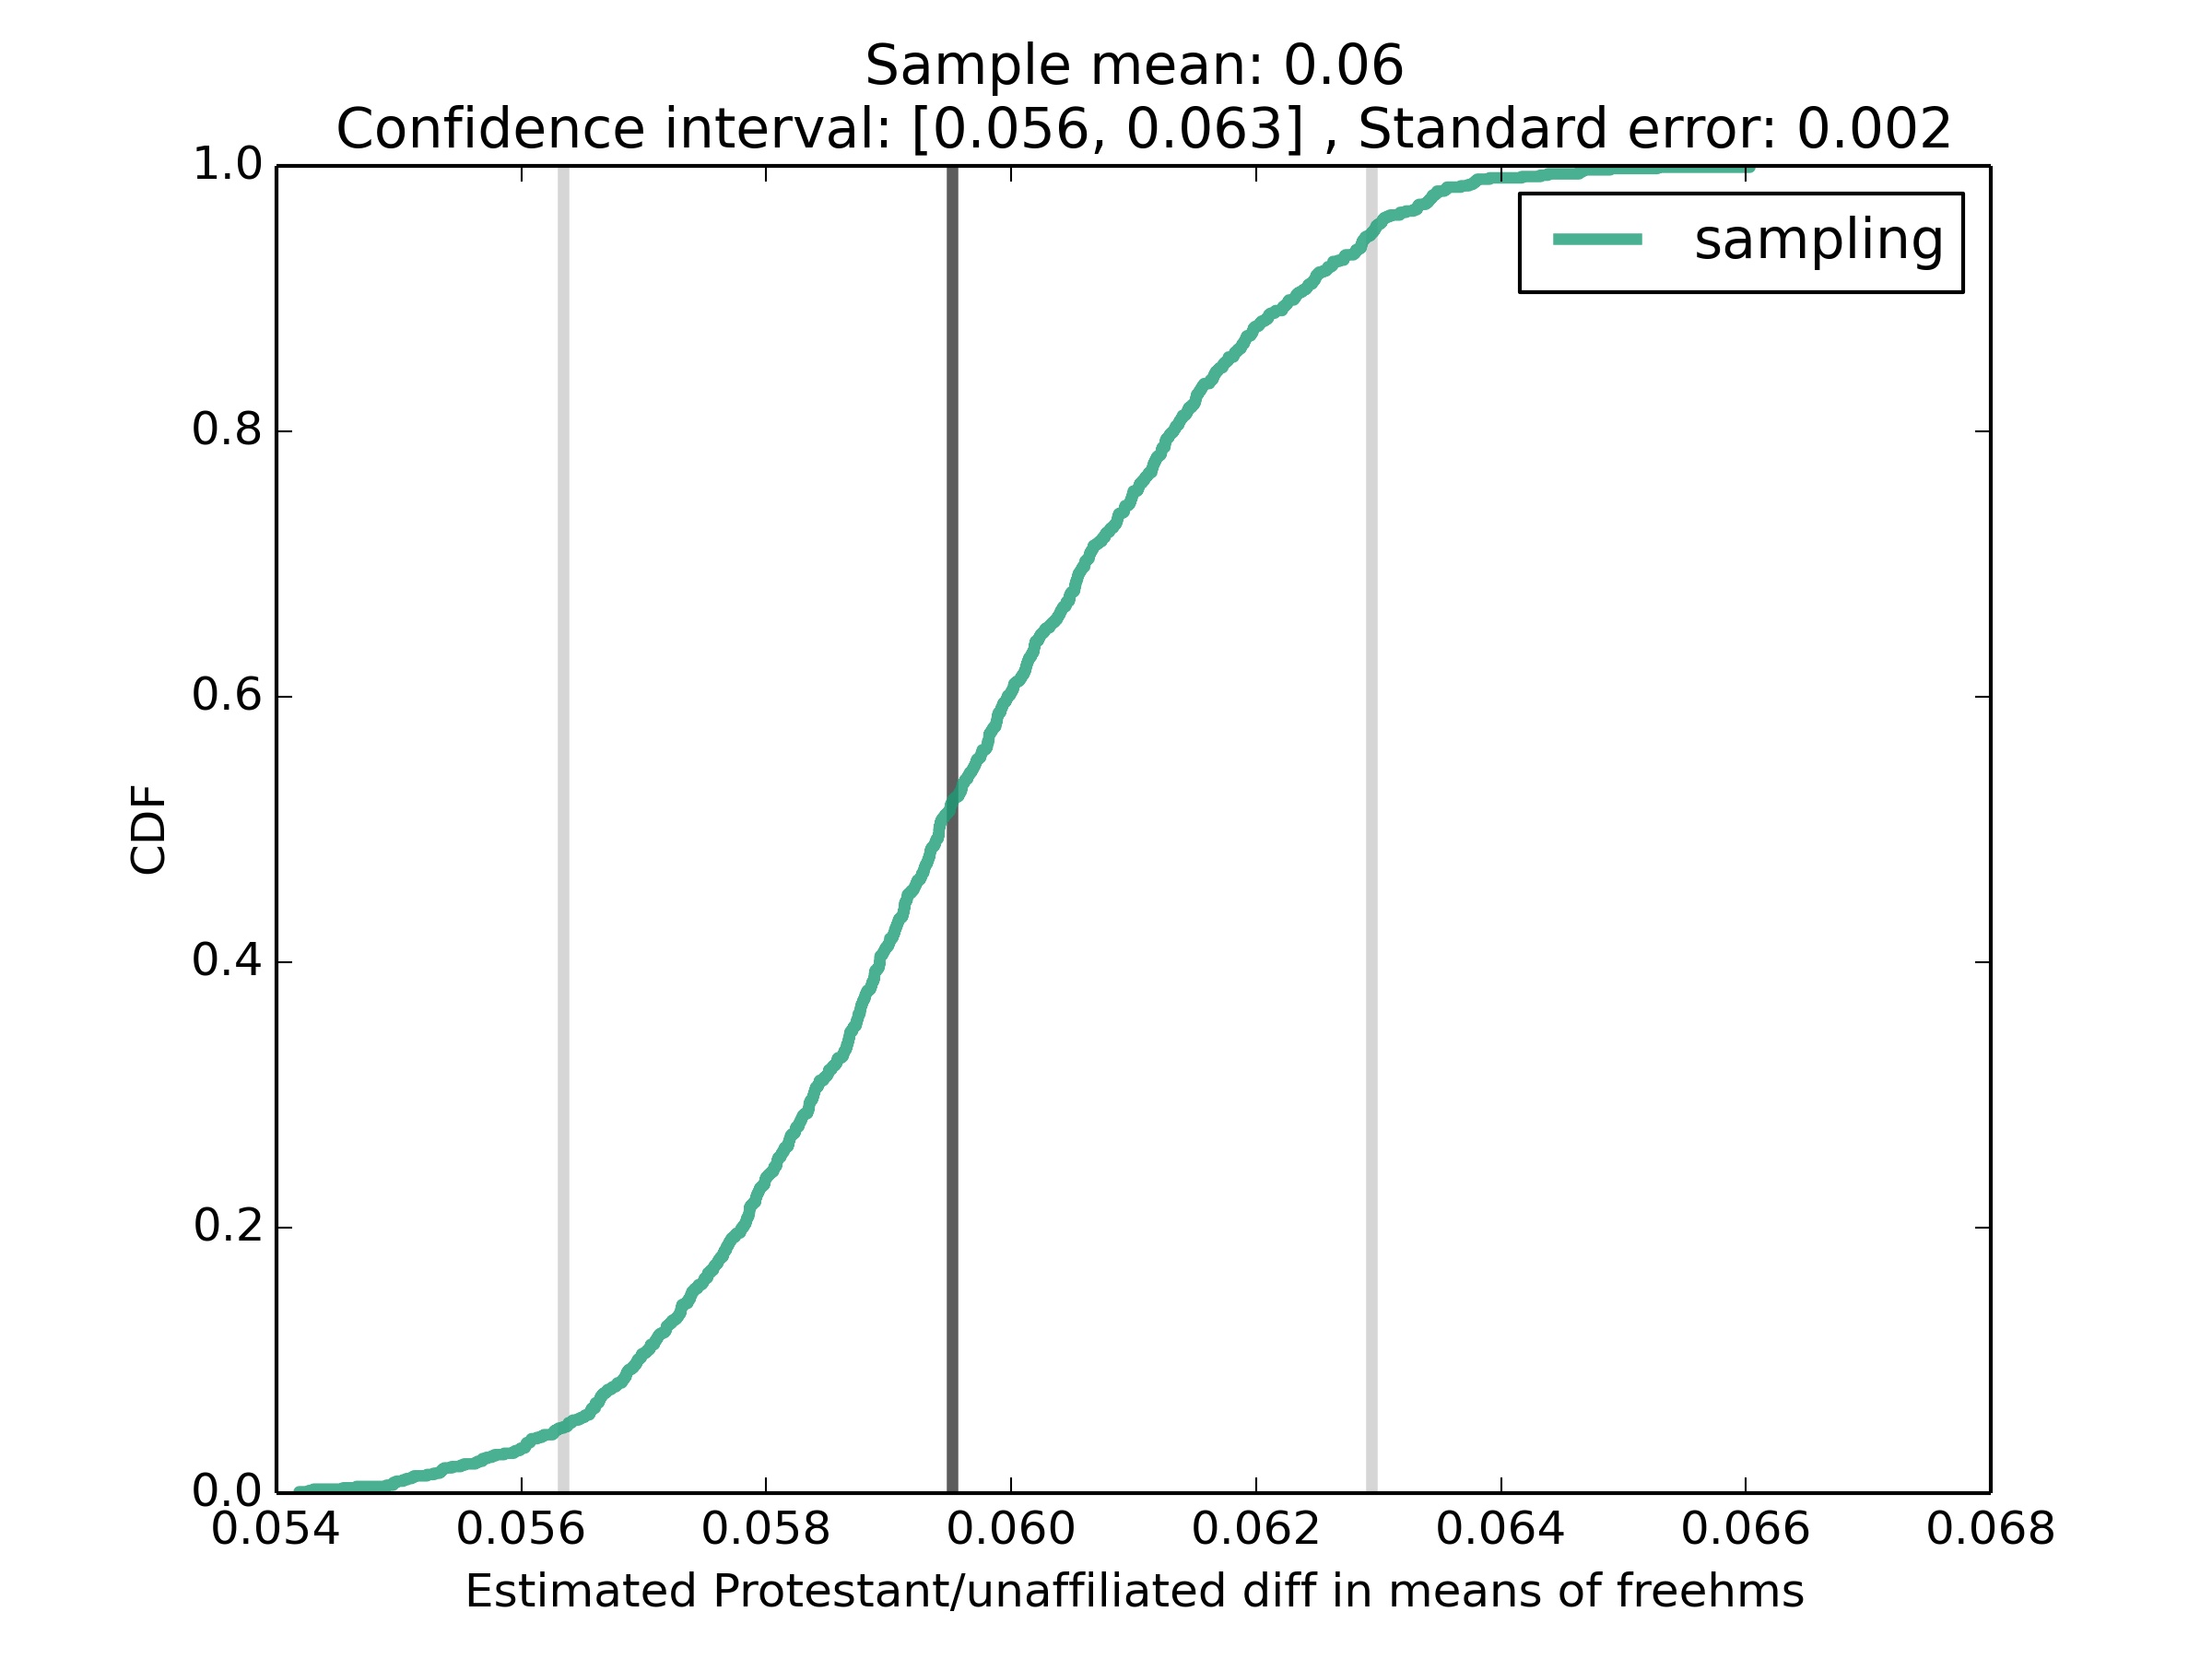 Sample mean: 0.06
Confidence interval: [0.056, 0.063] , Standard error: 0.002
1.0
sampling
0.8
0.6
CDF
0.4
0.2
0.0
0.054 0.056 0.058 0.060 0.062 0.064 0.066 0.068
Estimated Protestant/unaffiliated diff in means of freehms